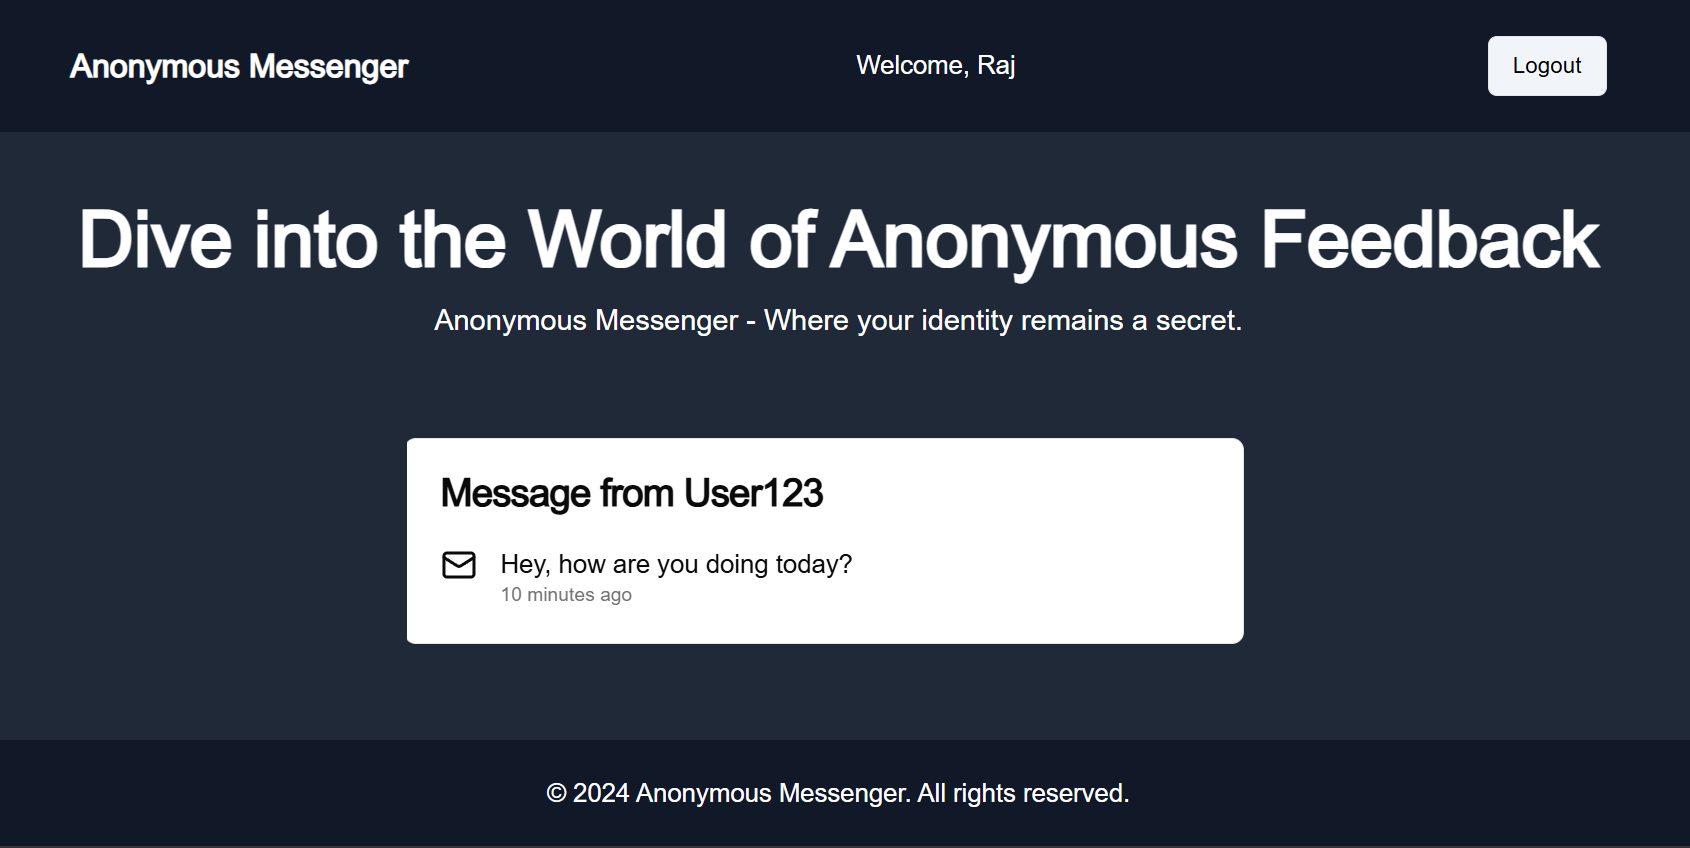 Anonymous Messenger
Welcome, Raj
Logout
Dive into the World of Anonymous Feedback
Anonymous Messenger - Where your identity remains a secret.
Message from User123
Hey, how are you doing today?
10 minutes ago
© 2024 Anonymous Messenger. All rights reserved.